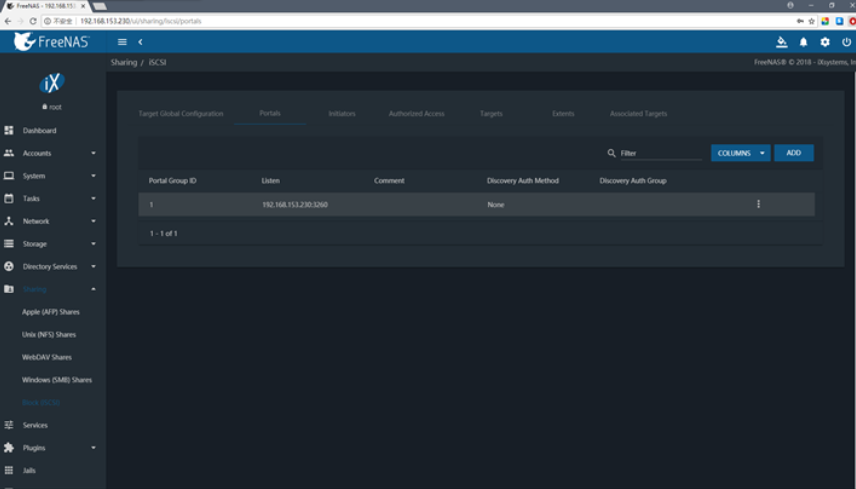 FreeNAS - 192.168.153
192.168.153.230/ui/sharing/iscsi/portals
不安全
FreeNAS
Sharing / iSCSI
FreeNAS® © 2018 - iXsystems, In
iX
root
Target Global Configuration
Portals
Initiators
Authorized Access
Targets
Extents
Associated Targets
Filter
COLUMNS
ADD
Portal Group ID
Listen
Comment
Discovery Auth Method
Discovery Auth Group
1
192.168.153.230:3260
None
1 - 1 of 1
Dashboard
Accounts
System
Tasks
Network
Storage
Directory Services
Sharing
Apple (AFP) Shares
Unix (NFS) Shares
WebDAV Shares
Windows (SMB) Shares
Block (iSCSI)
Services
Plugins
Jails